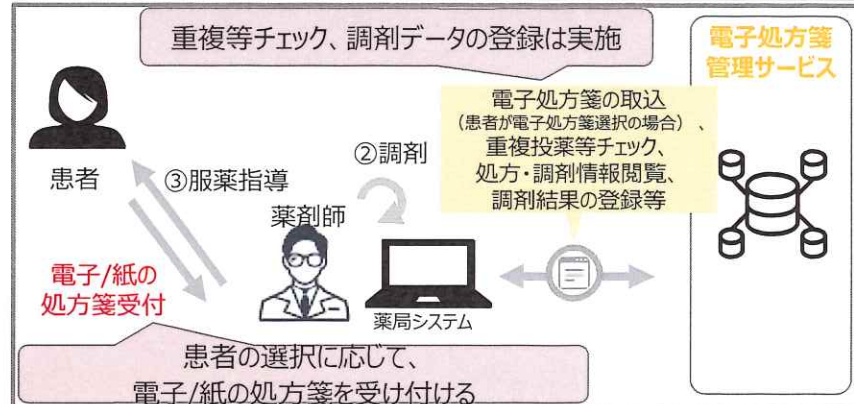 重複等チェック、調剤データの登録は実施
電子処方箋
管理サービス
電子処方箋の取込
（患者が電子処方箋選択の場合）、
重複投薬等チェック、
処方・調剤情報閲覧、
調剤結果の登録等
患者
②調剤
③服薬指導
薬剤師
電子/紙の
処方箋受付
薬局システム
患者の選択に応じて、
電子/紙の処方箋を受け付ける